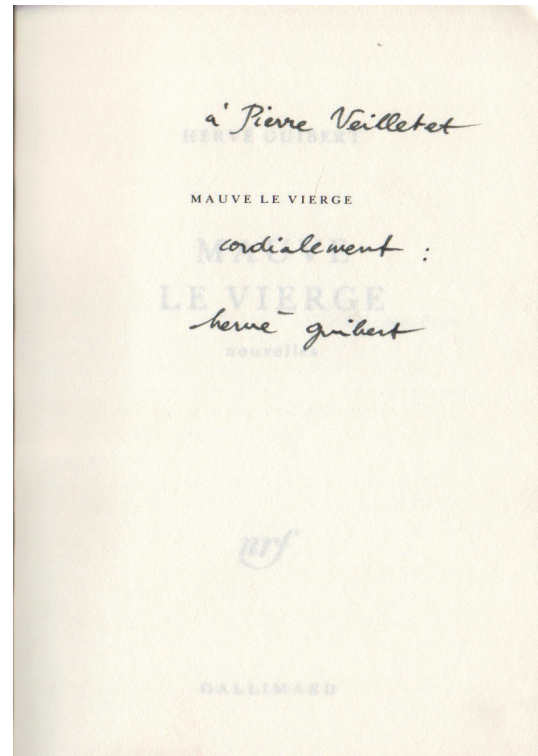 à Pierre Veilletet
HERVÉ GUIBERT
MAUVE LE VIERGE
cordialement :
MAUVE
LE VIERGE
hervé guibert
nouvelles
nrf
GALLIMARD